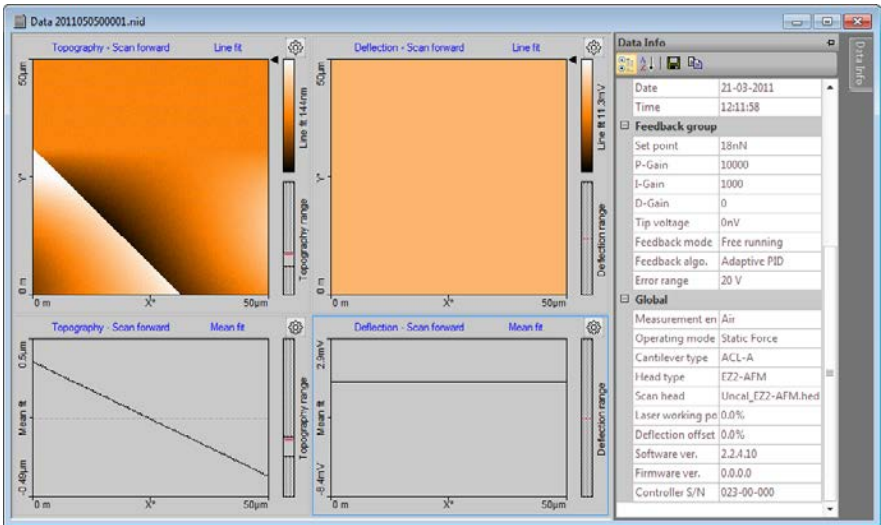 Data 2011050500001.nid
Topography - Scan forward Line fit
50µm
Y*
0 m
0 m X* 50µm
Line fit 144nm
Topography range
Deflection - Scan forward Line fit
50µm
Y*
0 m
0 m X* 50µm
Line fit 11.3mV
Deflection range
Topography - Scan forward Mean fit
0.5µm
Mean fit
-0.49µm
0 m X* 50µm
Topography range
Deflection - Scan forward Mean fit
2.9mV
Mean fit
-8.4mV
0 m X* 50µm
Deflection range
Data Info
Data Info
Date 21-03-2011
Time 12:11:58
Feedback group
Set point 18nN
P-Gain 10000
I-Gain 1000
D-Gain 0
Tip voltage 0nV
Feedback mode Free running
Feedback algo. Adaptive PID
Error range 20 V
Global
Measurement en Air
Operating mode Static Force
Cantilever type ACL-A
Head type EZ2-AFM
Scan head Uncal_EZ2-AFM.hed
Laser working po 0.0%
Deflection offset 0.0%
Software ver. 2.2.4.10
Firmware ver. 0.0.0.0
Controller S/N 023-00-000